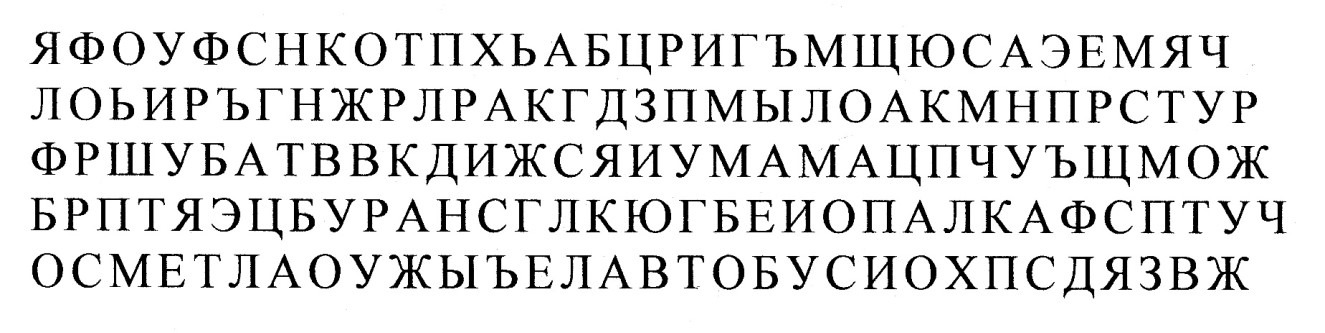 ЯФОУФСНКОТПХЬАБЦРИГЪМЩЮСАЭЕМЯЧ
ЛОЬИРЪГНЖРЛРАКГДЗПМЫЛОАКМНПРСТУР
ФРШУБАТВВКДИЖСЯИУМАМАЦПЧУЪЩМОЖ
БРПТЯЭЦБУРАНСГЛКЮГБЕИОПАЛКАФСПТУЧ
ОСМЕТЛАОУЖЫЪЕЛАВТОБУСИОХПСДЯЗВЖ